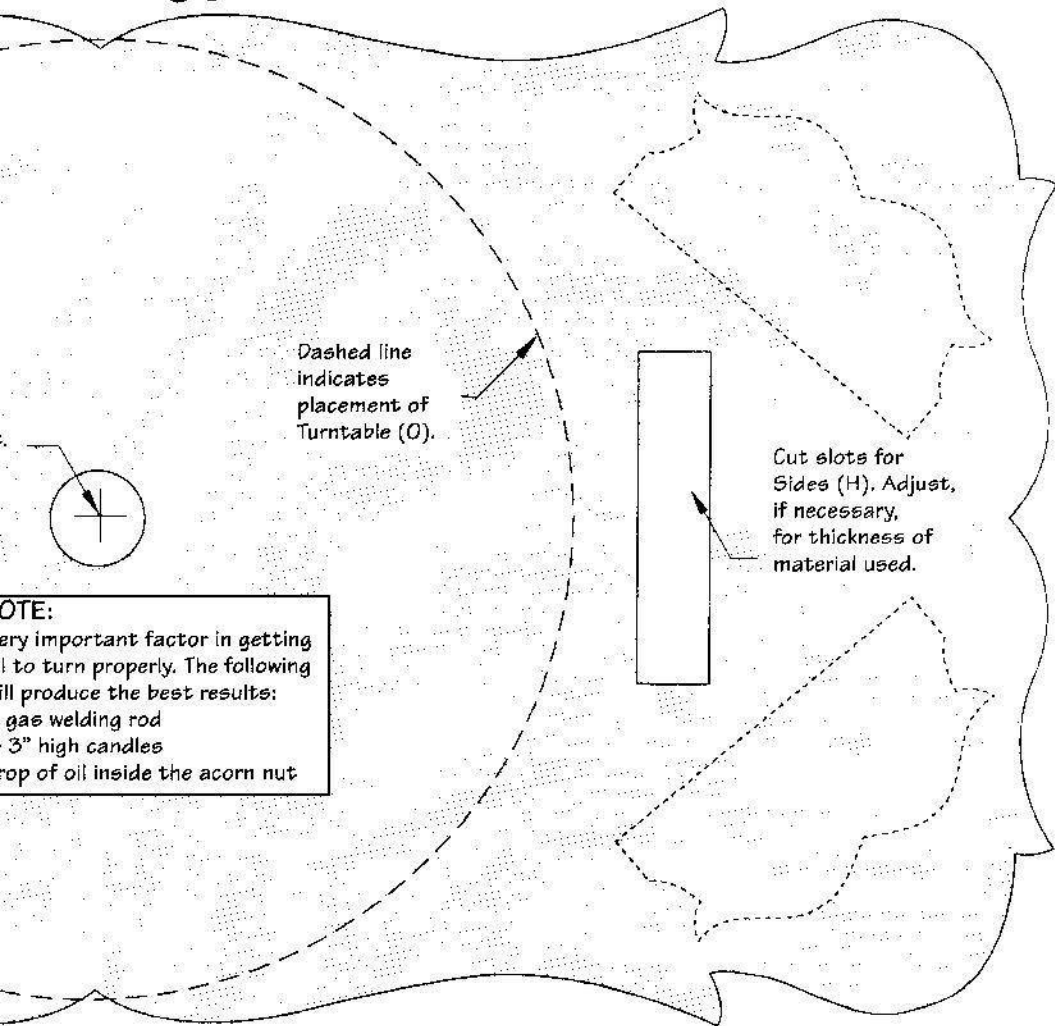 Dashed line
indicates
placement of
Turntable (O).
Cut slots for
Sides (H). Adjust,
if necessary,
for thickness of
material used.
OTE:
ery important factor in getting
l to turn properly. The following
ill produce the best results:
gas welding rod
3" high candles
rop of oil inside the acorn nut